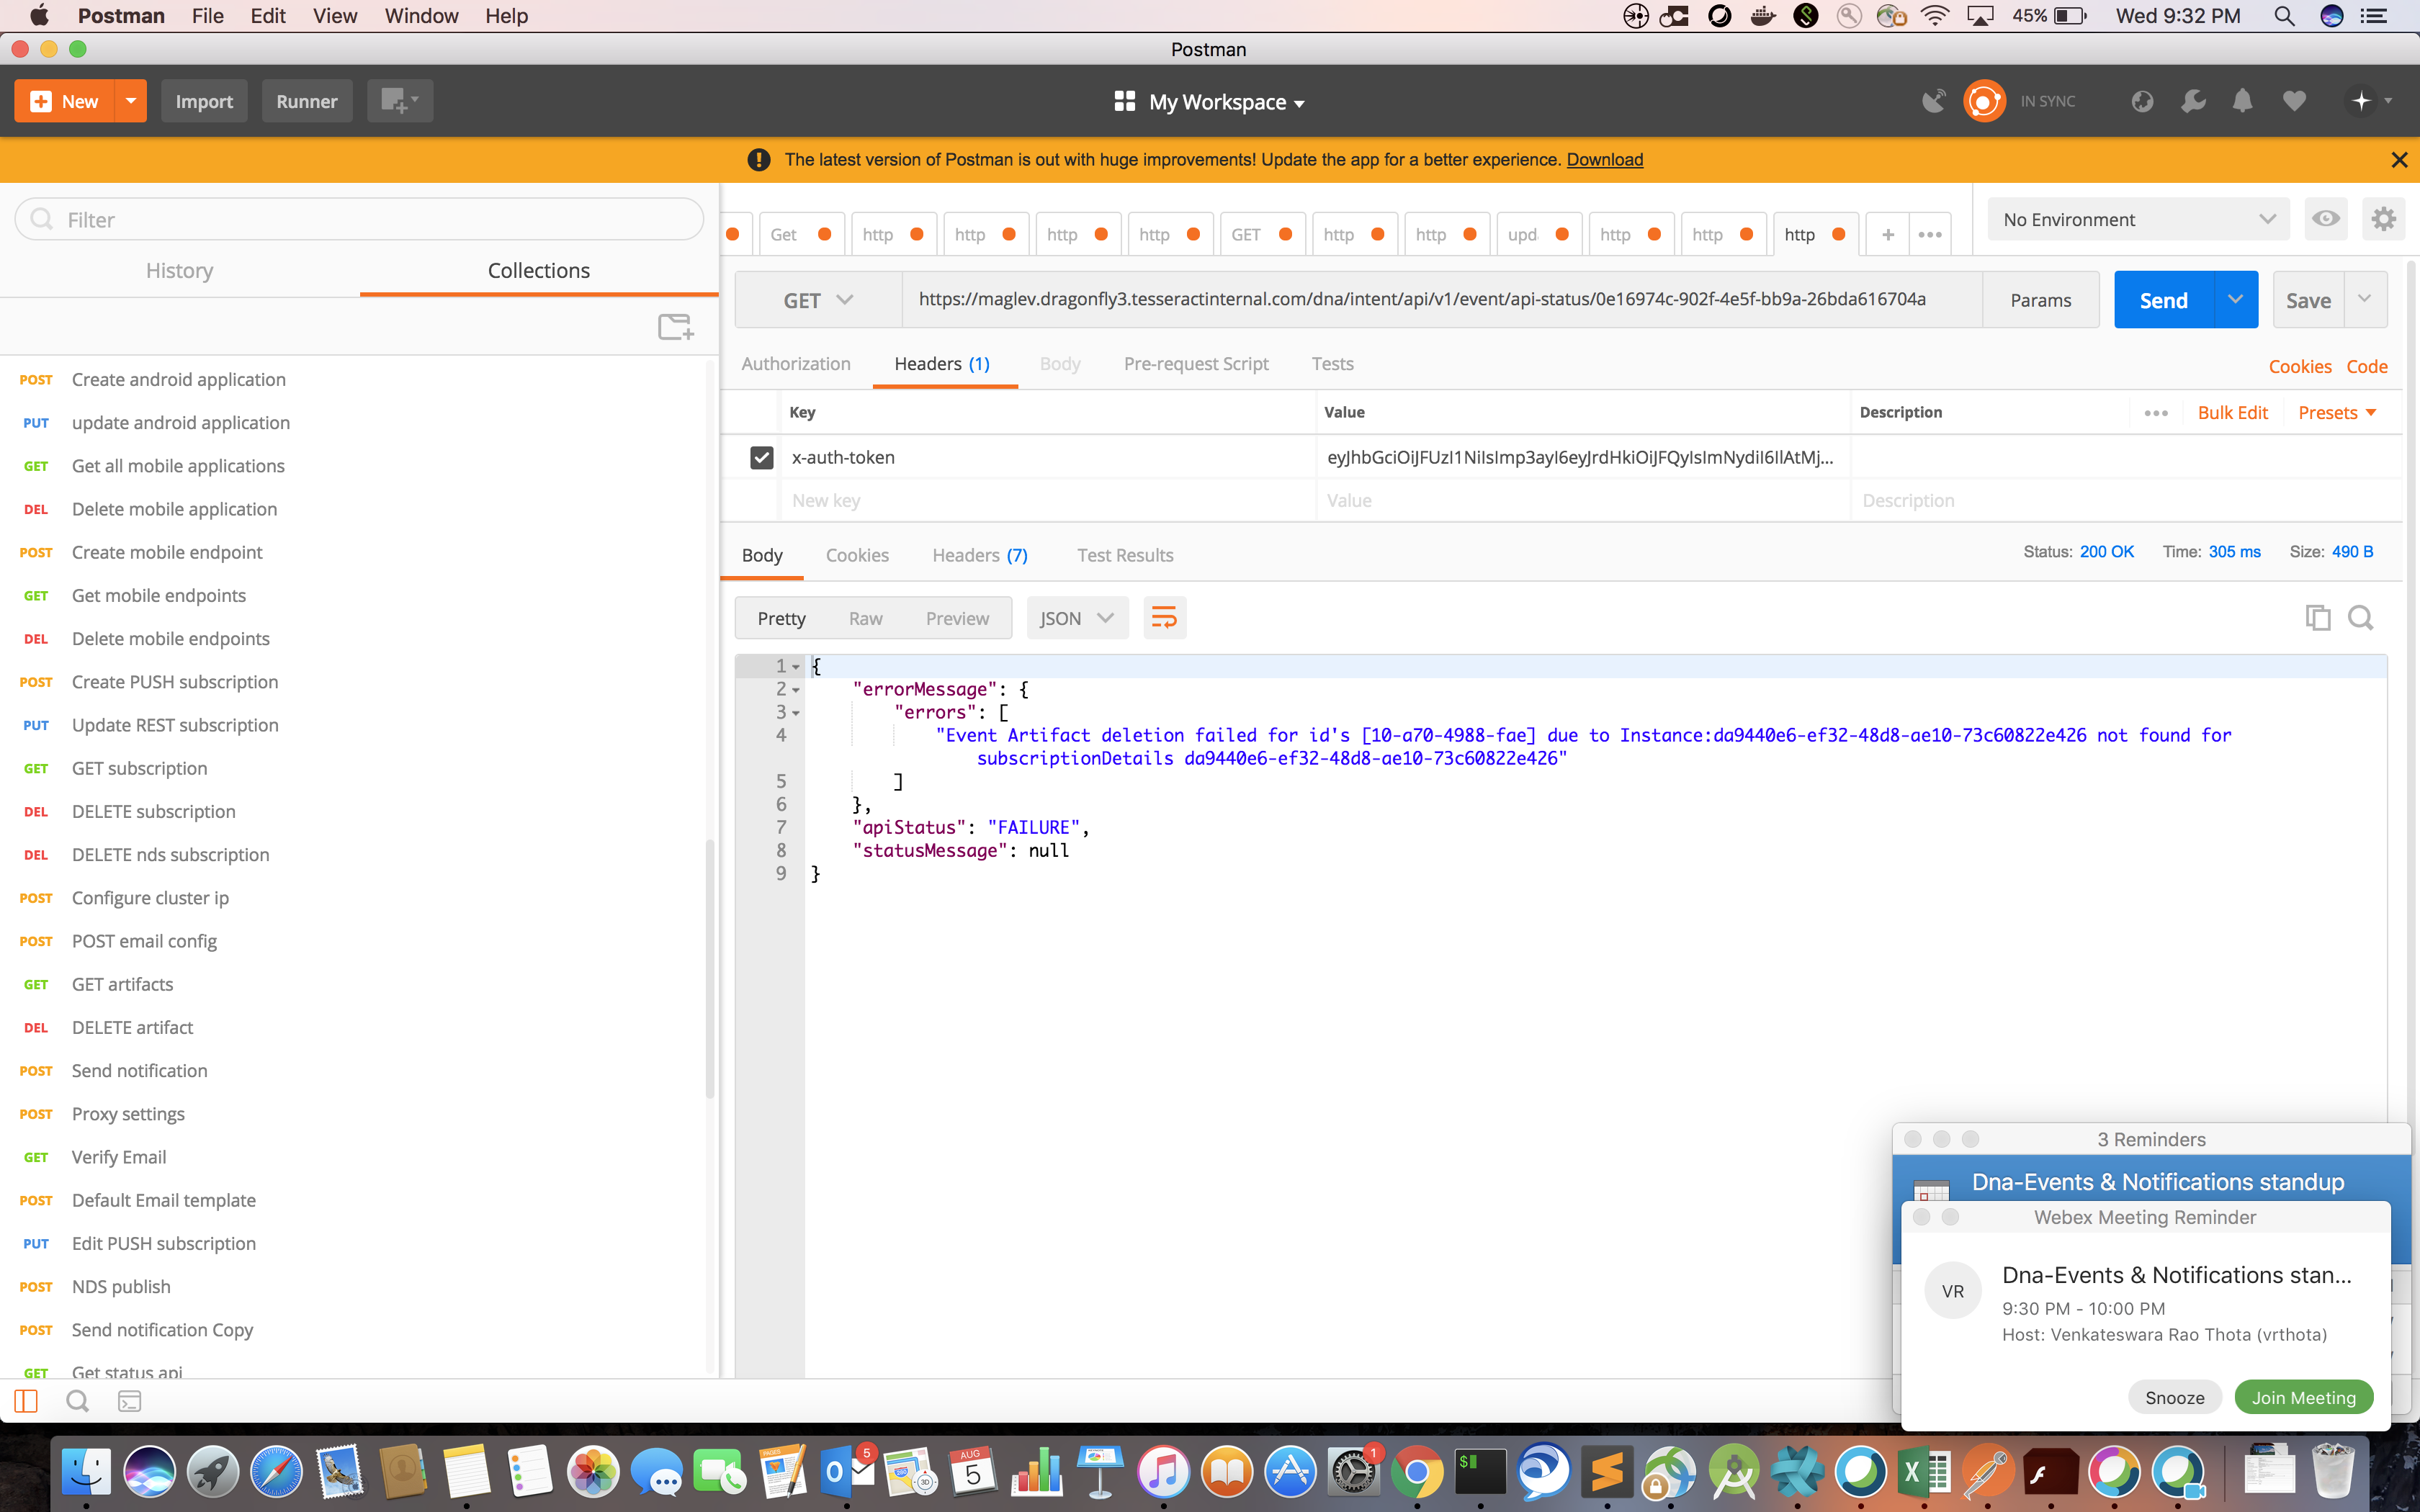 Postman File Edit View Window Help
45% Wed 9:32 PM
Postman
New Import Runner
My Workspace
IN SYNC
The latest version of Postman is out with huge improvements! Update the app for a better experience. Download
Filter
History Collections
Get http http http http GET http http upd. http http http + •••
No Environment
GET https://maglev.dragonfly3.tesseractinternal.com/dna/intent/api/v1/event/api-status/0e16974c-902f-4e5f-bb9a-26bda616704a Params Send Save
Authorization Headers (1) Body Pre-request Script Tests
Cookies Code
Key Value Description ••• Bulk Edit Presets
x-auth-token eyJhbGciOiJFUzI1NiIsImp3ayI6eyJrdHkiOiJFQyIsImNydiI6IlAtMj...
New key Value Description
Body Cookies Headers (7) Test Results
Status: 200 OK Time: 305 ms Size: 490 B
Pretty Raw Preview JSON
1 {
2 "errorMessage": {
3 "errors": [
4 "Event Artifact deletion failed for id's [10-a70-4988-fae] due to Instance:da9440e6-ef32-48d8-ae10-73c60822e426 not found for
subscriptionDetails da9440e6-ef32-48d8-ae10-73c60822e426"
5 ]
6 },
7 "apiStatus": "FAILURE",
8 "statusMessage": null
9 }
POST Create android application
PUT update android application
GET Get all mobile applications
DEL Delete mobile application
POST Create mobile endpoint
GET Get mobile endpoints
DEL Delete mobile endpoints
POST Create PUSH subscription
PUT Update REST subscription
GET GET subscription
DEL DELETE subscription
DEL DELETE nds subscription
POST Configure cluster ip
POST POST email config
GET GET artifacts
DEL DELETE artifact
POST Send notification
POST Proxy settings
GET Verify Email
POST Default Email template
PUT Edit PUSH subscription
POST NDS publish
POST Send notification Copy
GET Get status api
3 Reminders
Dna-Events & Notifications standup
Webex Meeting Reminder
VR
Dna-Events & Notifications stan...
9:30 PM - 10:00 PM
Host: Venkateswara Rao Thota (vrthota)
Snooze Join Meeting
5
AUG
5
1